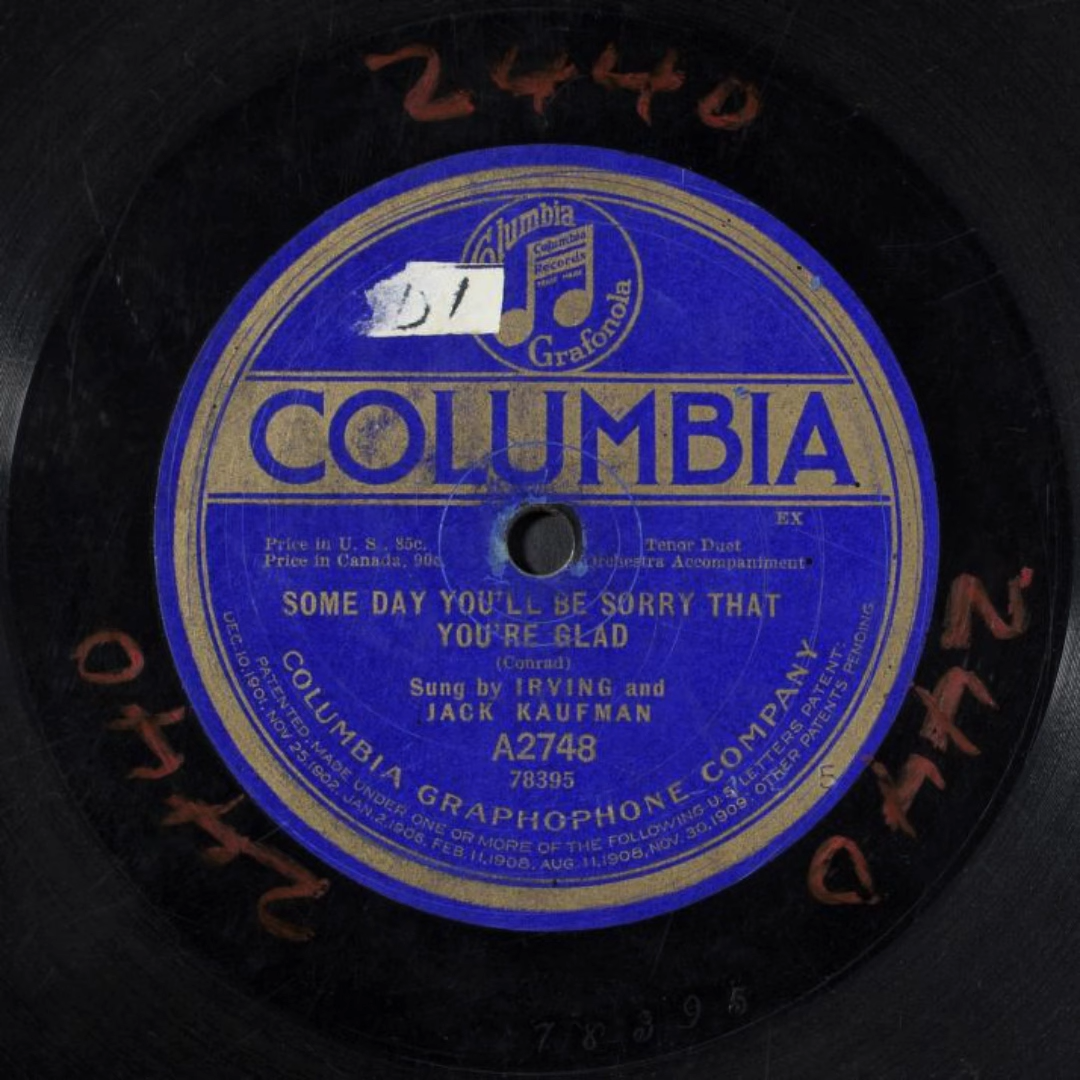 2440
Columbia
Columbia
Records
TRADE MARK
Grafonola
D1
COLUMBIA
EX
Price in U. S., 85c.
Price in Canada, 90c
Tenor Duet
Orchestra Accompaniment
SOME DAY YOU'LL BE SORRY THAT
YOU'RE GLAD
(Conrad)
Sung by IRVING and
JACK KAUFMAN
A2748
78395
COLUMBIA GRAPHOPHONE COMPANY
PATENTED, MADE UNDER ONE OR MORE OF THE FOLLOWING U.S. LETTERS PATENT:
DEC.10,1901, NOV 25,1902, JAN.2,1906, FEB.11,1908, AUG.11,1908, NOV.30,1909. OTHER PATENTS PENDING
5
2440
2440
78395